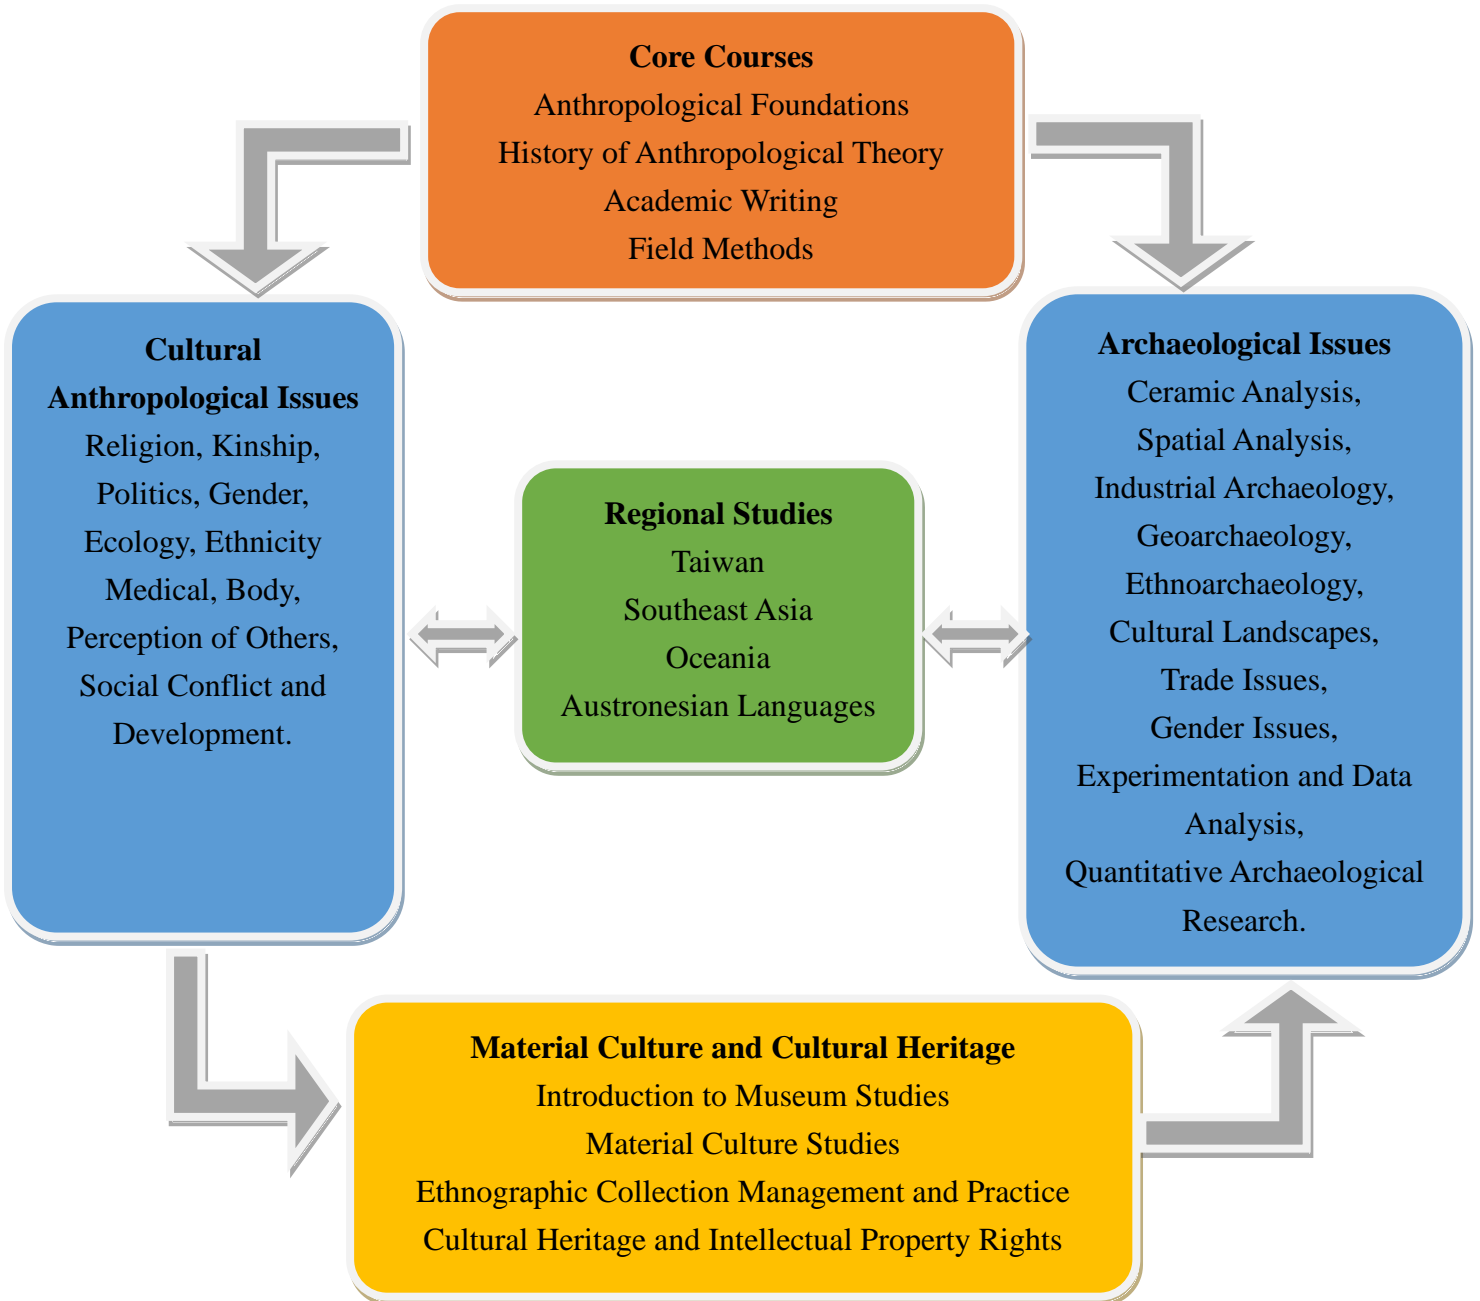 Core Courses
Anthropological Foundations
History of Anthropological Theory
Academic Writing
Field Methods
Cultural
Anthropological Issues
Religion, Kinship,
Politics, Gender,
Ecology, Ethnicity
Medical, Body,
Perception of Others,
Social Conflict and
Development.
Regional Studies
Taiwan
Southeast Asia
Oceania
Austronesian Languages
Archaeological Issues
Ceramic Analysis,
Spatial Analysis,
Industrial Archaeology,
Geoarchaeology,
Ethnoarchaeology,
Cultural Landscapes,
Trade Issues,
Gender Issues,
Experimentation and Data
Analysis,
Quantitative Archaeological
Research.
Material Culture and Cultural Heritage
Introduction to Museum Studies
Material Culture Studies
Ethnographic Collection Management and Practice
Cultural Heritage and Intellectual Property Rights